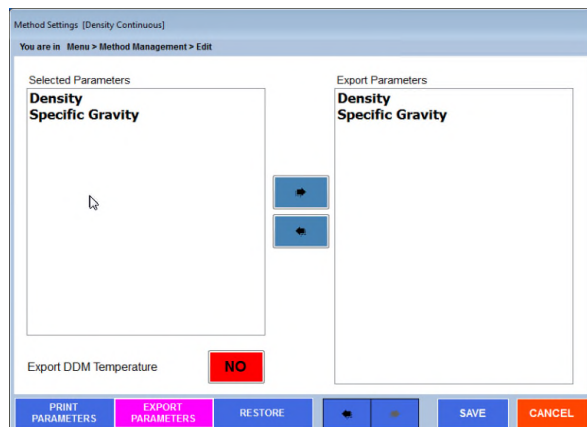 Method Settings [Density Continuous]
You are in Menu > Method Management > Edit
Selected Parameters
Density
Specific Gravity
Export Parameters
Density
Specific Gravity
Export DDM Temperature
NO
PRINT
PARAMETERS
EXPORT
PARAMETERS
RESTORE
SAVE
CANCEL